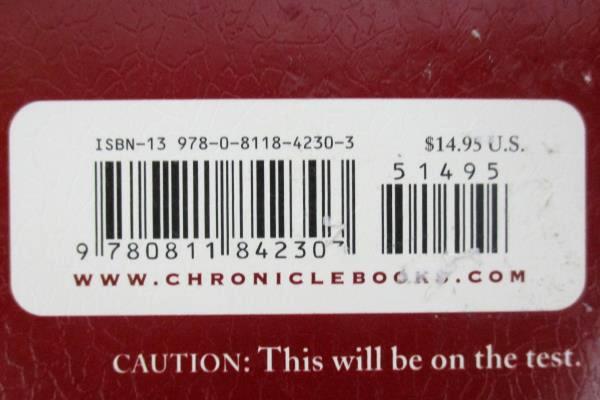 ISBN-13 978-0-8118-4230-3
$14.95 U.S.
51495
9 780811 84230
WWW.CHRONICLEBOOKS.COM
CAUTION: This will be on the test.